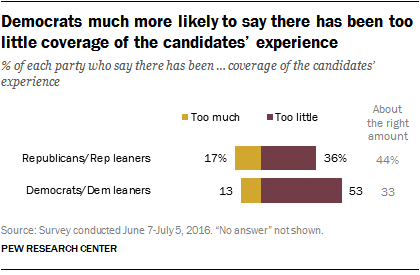 Democrats much more likely to say there has been too
little coverage of the candidates' experience
% of each party who say there has been ... coverage of the candidates'
experience
Too much Too little About
the right
amount
Republicans/Rep leaners 17% 36% 44%
Democrats/Dem leaners 13 53 33
Source: Survey conducted June 7-July 5, 2016. “No answer” not shown.
PEW RESEARCH CENTER